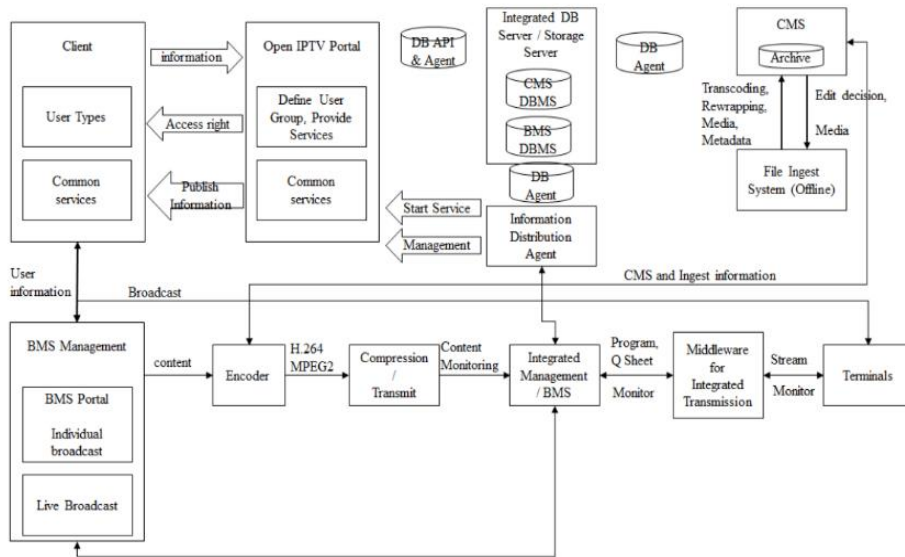 Client
User Types
Common
services
information
Access right
Publish
Information
Open IPTV Portal
Define User
Group, Provide
Services
Common
services
DB API
& Agent
Integrated DB
Server / Storage
Server
CMS
DBMS
BMS
DBMS
DB
Agent
Information
Distribution
Agent
Start Service
Management
DB
Agent
CMS
Archive
Transcoding,
Rewrapping,
Media,
Metadata
Edit decision,
Media
File Ingest
System (Offline)
CMS and Ingest information
User
information
Broadcast
BMS Management
BMS Portal
Individual
broadcast
Live Broadcast
content
Encoder
H.264
MPEG2
Compression
/
Transmit
Content
Monitoring
Integrated
Management
/ BMS
Program,
Q Sheet
Monitor
Middleware
for
Integrated
Transmission
Stream
Monitor
Terminals